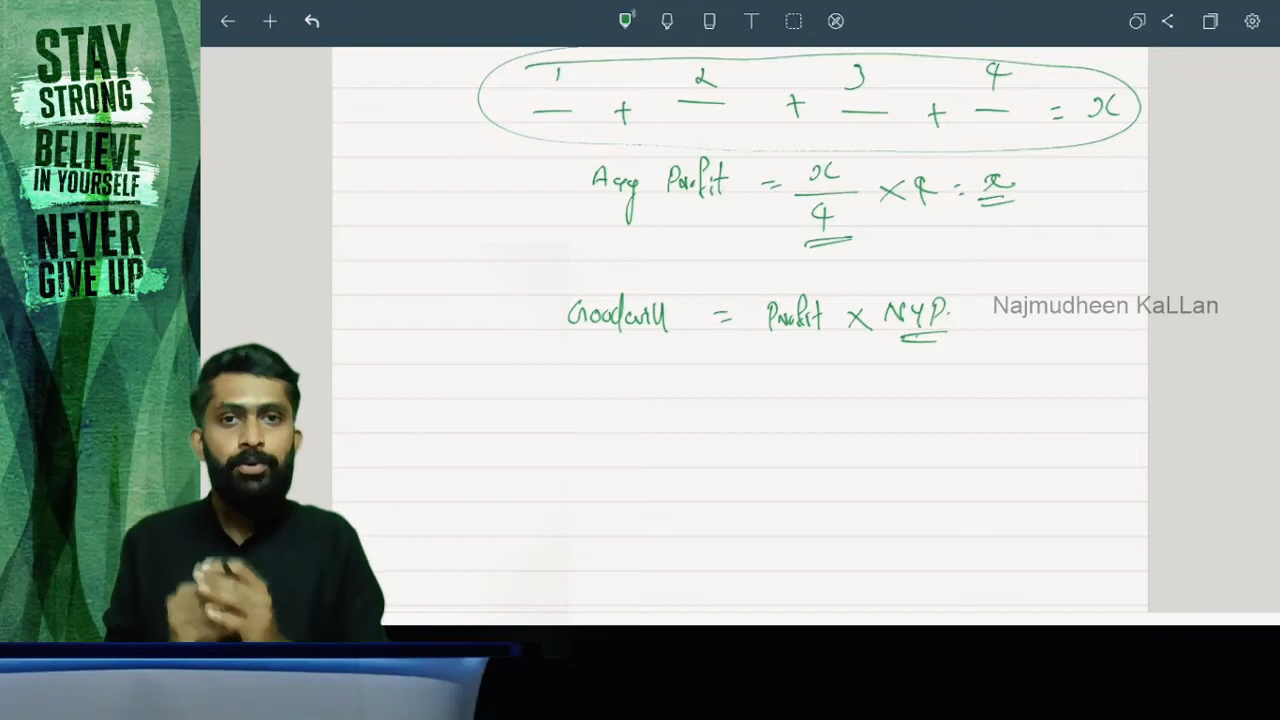 STAY
STRONG
BELIEVE
IN YOURSELF
NEVER
GIVE UP
1 2 3 4
+ + + = x
Avg Profit = x/4 ×
Goodwill = Profit × NYP.
Najmudheen KaLLan